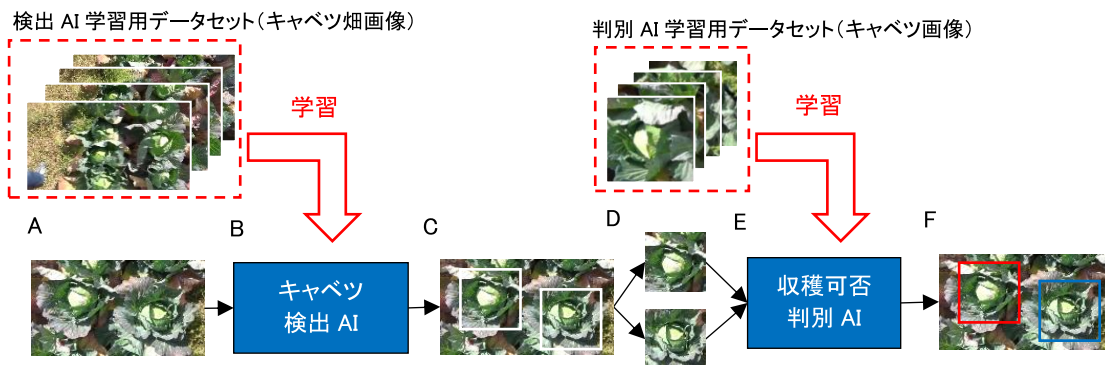 検出 AI 学習用データセット（キャベツ畑画像）
判別 AI 学習用データセット（キャベツ画像）
学習
学習
A
B
C
D
E
F
キャベツ
検出 AI
収穫可否
判別 AI